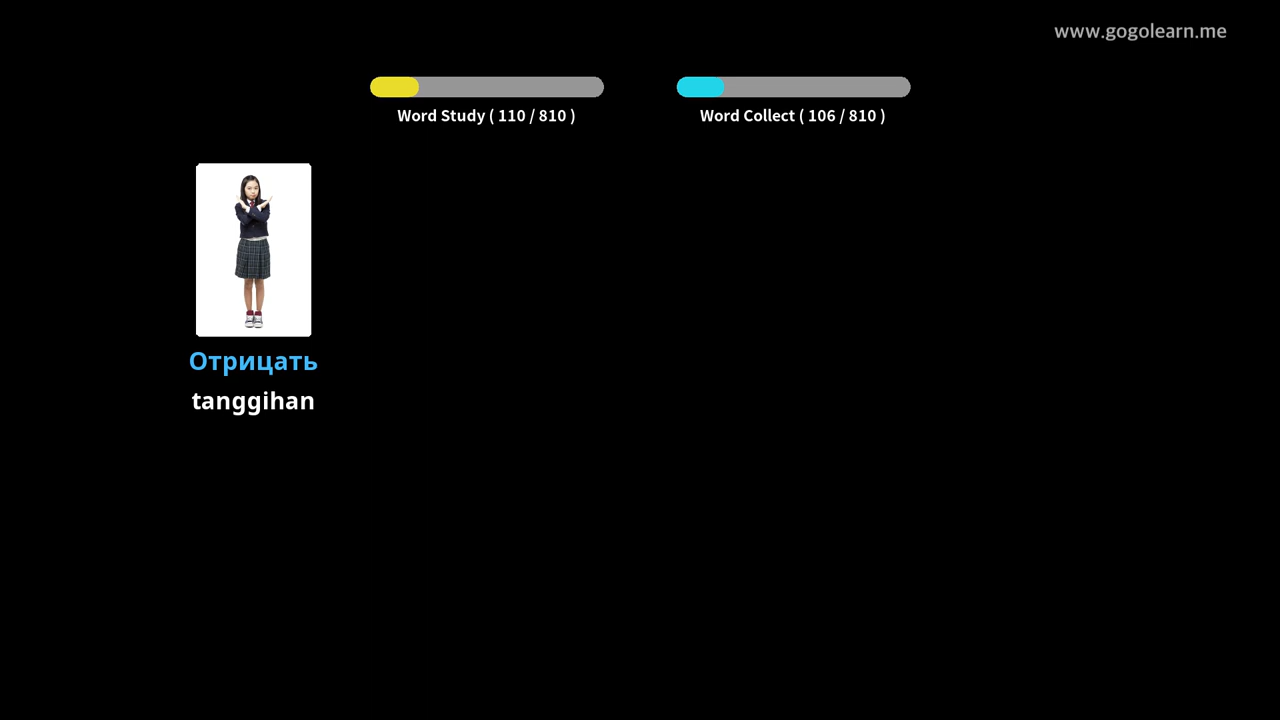 www.gogolearn.me
Word Study ( 110 / 810 )
Word Collect ( 106 / 810 )
Отрицать
tanggihan